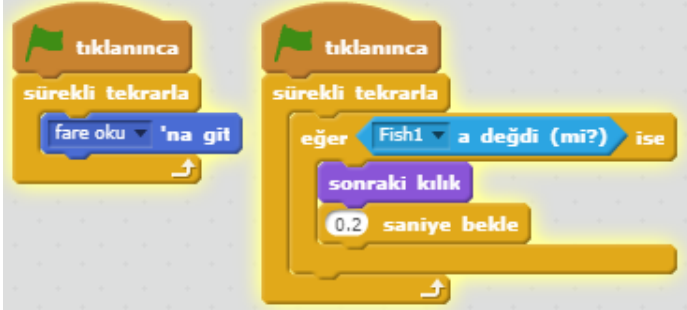 tıklanınca
sürekli tekrarla
fare oku 'na git
tıklanınca
sürekli tekrarla
eğer Fish1 a değdi (mi?) ise
sonraki kılık
0.2 saniye bekle